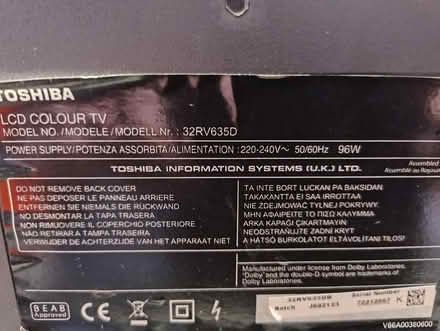 TOSHIBA
LCD COLOUR TV
MODEL NO./MODELE/MODELL Nr. : 32RV635D
POWER SUPPLY/POTENZA ASSORBITA/ALIMENTATION : 220-240V~ 50/60Hz 96W
Assembled
TOSHIBA INFORMATION SYSTEMS (U.K.) LTD.
DO NOT REMOVE BACK COVER
NE PAS DEPOSER LE PANNEAU ARRIERE
ENTFERNEN SIE NIEMALS DIE RÜCKWAND
NO DESMONTAR LA TAPA TRASERA
NON RIMUOVERE IL COPERCHIO POSTERIORE
NÃO RETIRAR A TAMPA TRASEIRA
VERWIJDER DE ACHTERZIJDE VAN HET APPARAAT NIET
TA INTE BORT LUCKAN PA BAKSIDAN
TAKAKANTTA EI SAA IRROTTAA
NIE ZDEJMOWAĆ TYLNEJ POKRYWY.
ΜΗΝ ΑΦΑΙΡΕΙΤΕ ΤΟ ΠΙΣΩ ΚΑΛΥΜΜΑ
ARKA KAPAĞI ÇIKARTMAYINIZ
NEODSTRAŇUJTE ZADNÍ KRYT
A HÁTSÓ BURKOLATOT ELTÁVOLÍTANI TILOS!
Manufactured under license from Dolby Laboratories.
"Dolby" and the double-D symbol are trademarks of
Dolby Laboratories.
BEAB
Approved
CE
Serial Number
Batch
K
V66A00380600